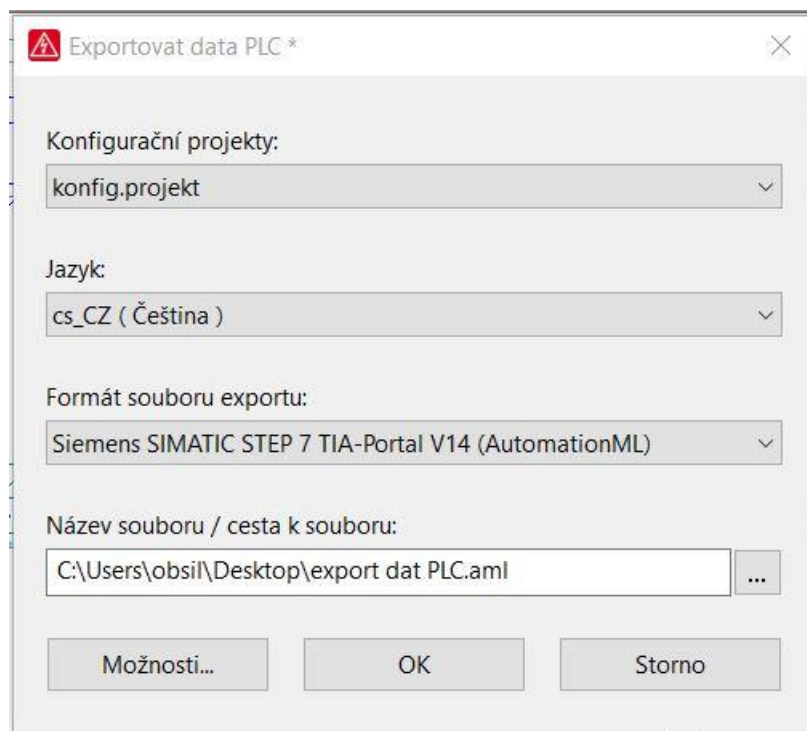 Exportovat data PLC *
Konfigurační projekty:
konfig.projekt
Jazyk:
cs_CZ ( Čeština )
Formát souboru exportu:
Siemens SIMATIC STEP 7 TIA-Portal V14 (AutomationML)
Název souboru / cesta k souboru:
C:\Users\obsil\Desktop\export dat PLC.aml
...
Možnosti... OK Storno